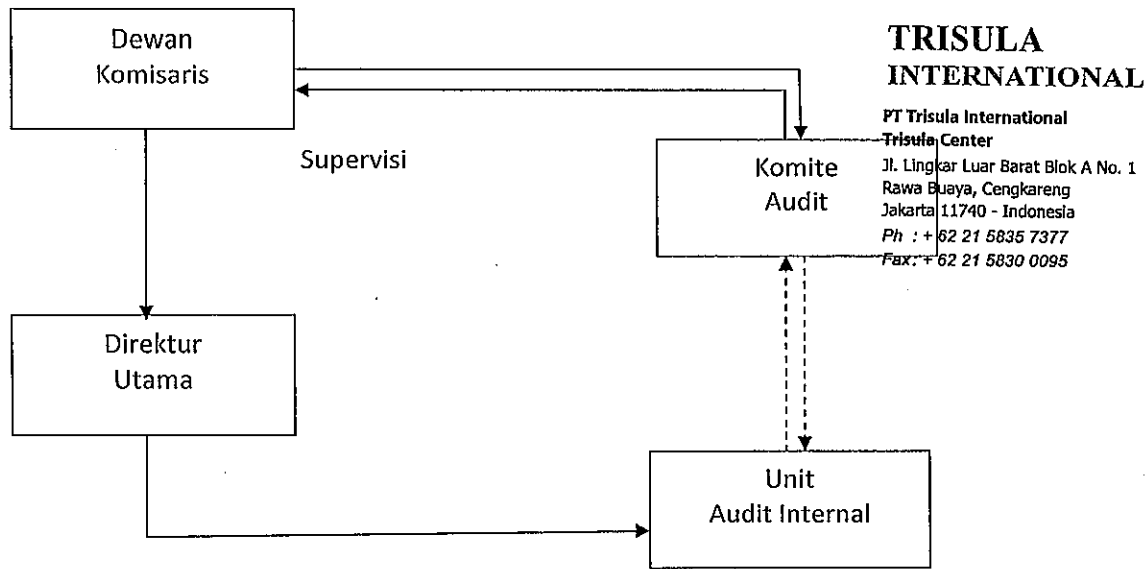 Dewan
Komisaris
TRISULA
INTERNATIONAL
PT Trisula International
Trisula Center
Jl. Lingkar Luar Barat Blok A No. 1
Rawa Buaya, Cengkareng
Jakarta 11740 - Indonesia
Ph : + 62 21 5835 7377
Fax: + 62 21 5830 0095
Supervisi
Komite
Audit
Direktur
Utama
Unit
Audit Internal